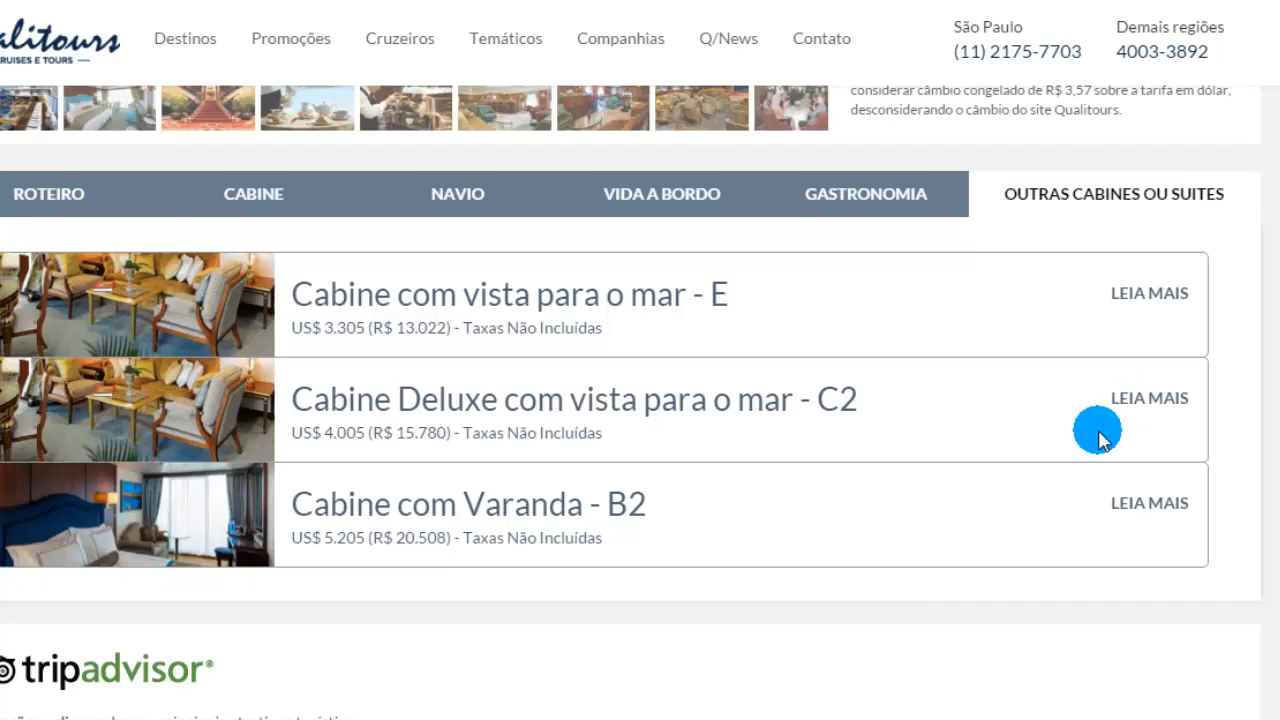 alitours
RUISES E TOURS
Destinos
Promoções
Cruzeiros
Temáticos
Companhias
Q/News
Contato
São Paulo
(11) 2175-7703
Demais regiões
4003-3892
considerar câmbio congelado de R$ 3,57 sobre a tarifa em dólar,
desconsiderando o câmbio do site Qualitours.
ROTEIRO
CABINE
NAVIO
VIDA A BORDO
GASTRONOMIA
OUTRAS CABINES OU SUITES
Cabine com vista para o mar - E
LEIA MAIS
US$ 3.305 (R$ 13.022) - Taxas Não Incluídas
Cabine Deluxe com vista para o mar - C2
LEIA MAIS
US$ 4.005 (R$ 15.780) - Taxas Não Incluídas
Cabine com Varanda - B2
LEIA MAIS
US$ 5.205 (R$ 20.508) - Taxas Não Incluídas
tripadvisor®